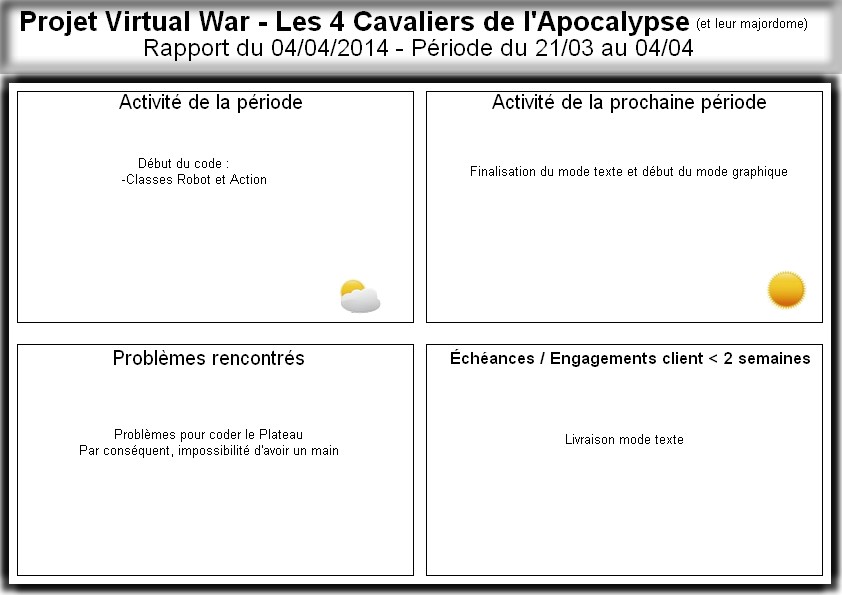 Projet Virtual War - Les 4 Cavaliers de l'Apocalypse (et leur majordome)
Rapport du 04/04/2014 - Période du 21/03 au 04/04
Activité de la période
Début du code :
-Classes Robot et Action
Activité de la prochaine période
Finalisation du mode texte et début du mode graphique
Problèmes rencontrés
Problèmes pour coder le Plateau
Par conséquent, impossibilité d'avoir un main
Échéances / Engagements client < 2 semaines
Livraison mode texte